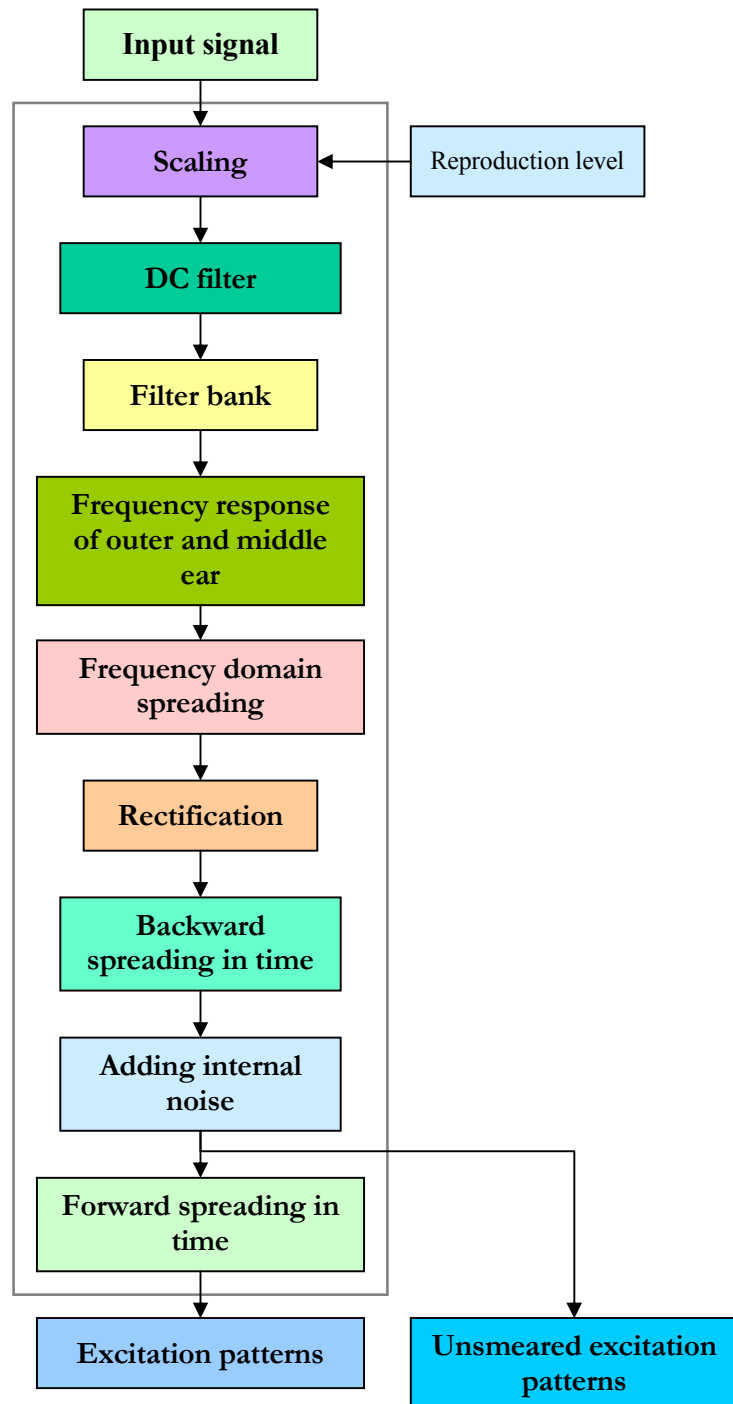 Input signal
Scaling
Reproduction level
DC filter
Filter bank
Frequency response
of outer and middle
ear
Frequency domain
spreading
Rectification
Backward
spreading in time
Adding internal
noise
Forward spreading in
time
Excitation patterns
Unsmeared excitation
patterns